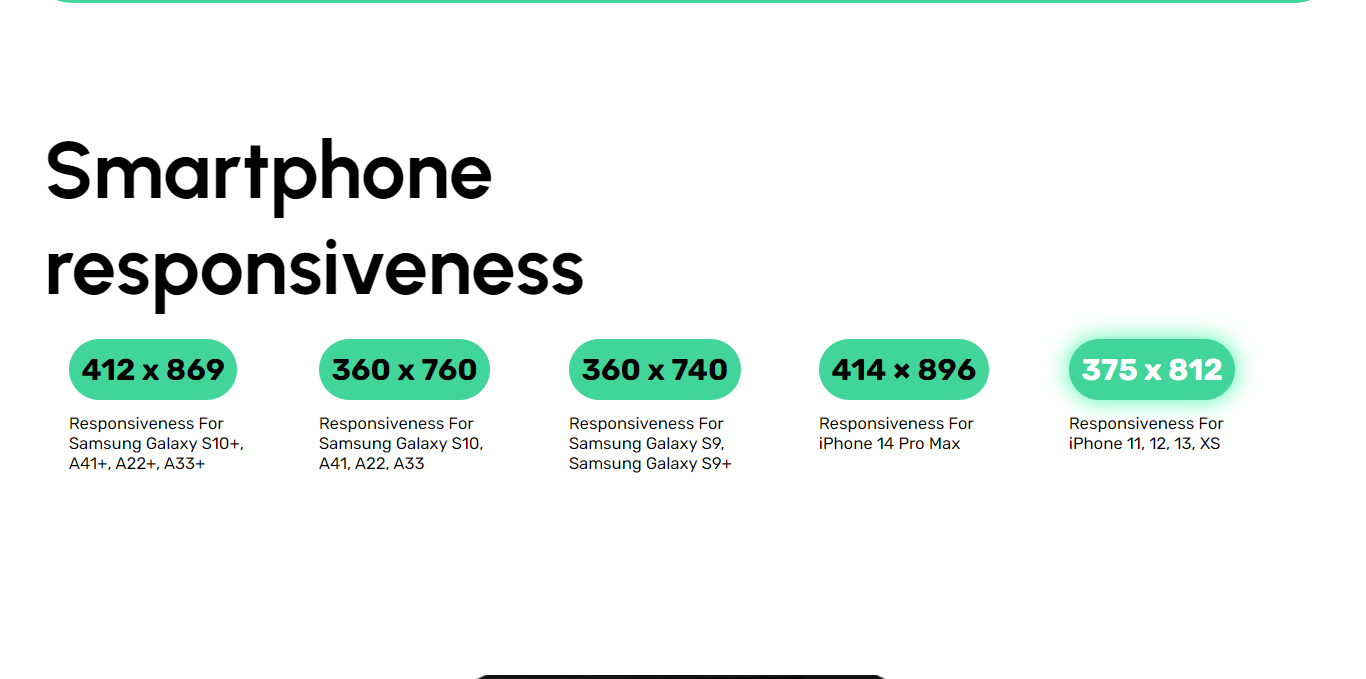 Smartphone
responsiveness
412 x 869
Responsiveness For
Samsung Galaxy S10+,
A41+, A22+, A33+
360 x 760
Responsiveness For
Samsung Galaxy S10,
A41, A22, A33
360 x 740
Responsiveness For
Samsung Galaxy S9,
Samsung Galaxy S9+
414 × 896
Responsiveness For
iPhone 14 Pro Max
375 x 812
Responsiveness For
iPhone 11, 12, 13, XS